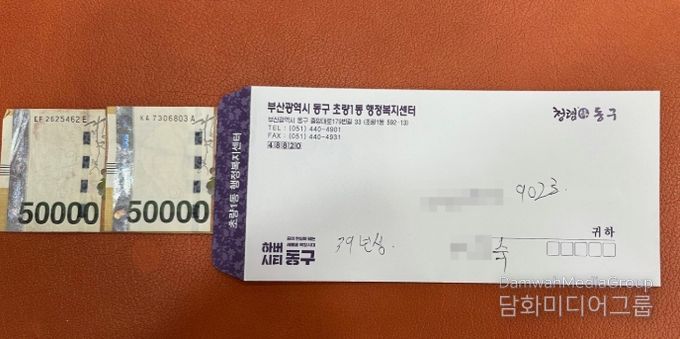 EF 2625462 E
50000
KA 7306803 A
50000
초량1동 행정복지센터
부산광역시 동구 초량1동 행정복지센터
부산광역시 동구 중앙대로179번길 33 (초량1동 592-13)
TEL : (051) 440-4901
FAX : (051) 440-4931
48820
청렴 동구
9023.
귀하
39년생.
수
하버
시티
동구
DamwahMediaGroup
담화미디어그룹